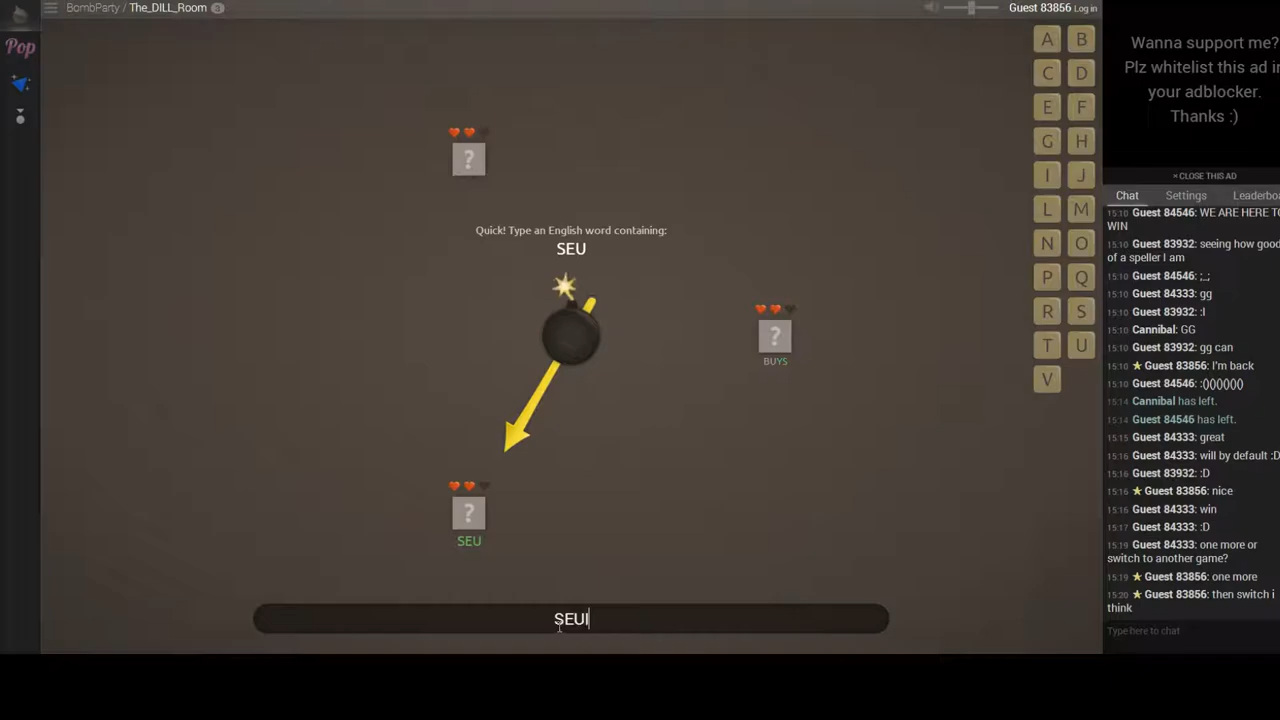 BombParty / The_DILL_Room 3
Guest 83856 Log in
Pop
Quick! Type an English word containing:
SEU
?
?
BUYS
?
SEU
SEUI
A B
C D
E F
G H
I J
L M
N O
P Q
R S
T U
V
Wanna support me?
Plz whitelist this ad in
your adblocker.
Thanks :)
× CLOSE THIS AD
Chat Settings Leaderbo
15:10 Guest 84546: WE ARE HERE TO
WIN
15:10 Guest 83932: seeing how good
of a speller I am
15:10 Guest 84546: ;_;
15:10 Guest 84333: gg
15:10 Guest 83932: :I
15:10 Cannibal: GG
15:10 Guest 83932: gg can
15:10 ★ Guest 83856: I'm back
15:10 Guest 84546: :()()()()()()
15:14 Cannibal has left.
15:14 Guest 84546 has left.
15:15 Guest 84333: great
15:16 Guest 84333: will by default :D
15:16 Guest 83932: :D
15:16 ★ Guest 83856: nice
15:16 Guest 84333: win
15:17 Guest 84333: :D
15:19 Guest 84333: one more or
switch to another game?
15:19 ★ Guest 83856: one more
15:20 ★ Guest 83856: then switch i
think
Type here to chat